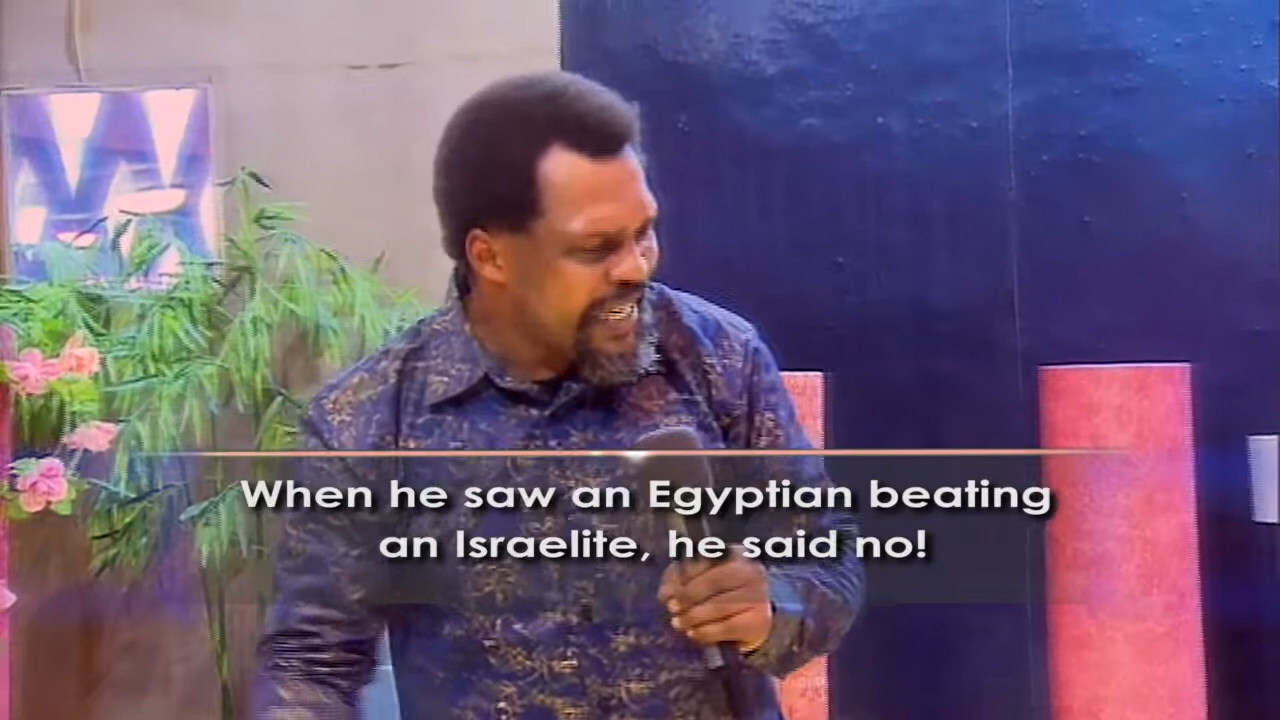 When he saw an Egyptian beating
an Israelite, he said no!